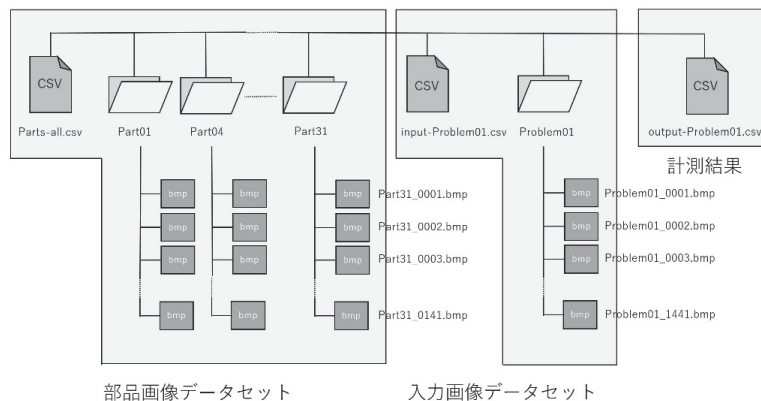 CSV
CSV
CSV
Parts-all.csv
Part01
Part04
Part31
input-Problem01.csv
Problem01
output-Problem01.csv
計測結果
bmp
bmp
bmp
Part31_0001.bmp
bmp
Problem01_0001.bmp
bmp
bmp
bmp
Part31_0002.bmp
bmp
Problem01_0002.bmp
bmp
bmp
bmp
Part31_0003.bmp
bmp
Problem01_0003.bmp
bmp
bmp
bmp
Part31_0141.bmp
bmp
Problem01_1441.bmp
部品画像データセット
入力画像データセット